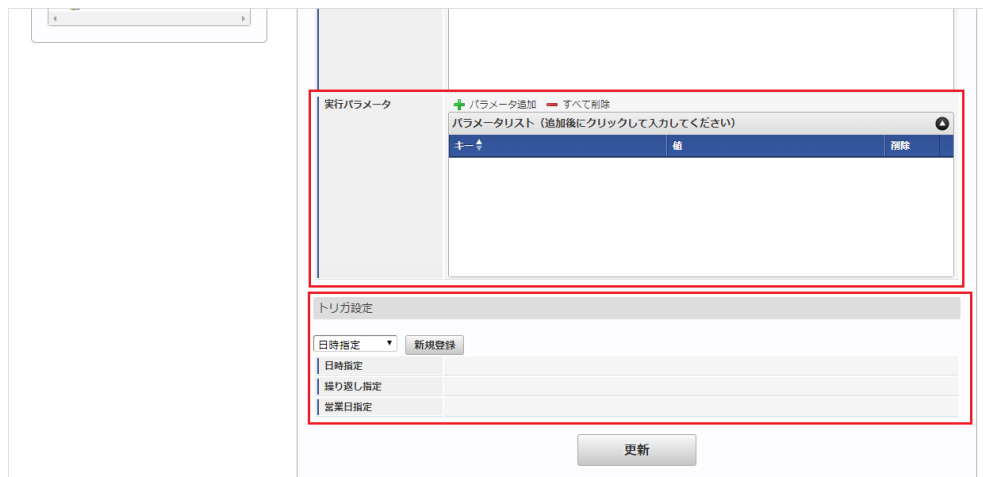 実行パラメータ
パラメータ追加 すべて削除
パラメータリスト（追加後にクリックして入力してください）
キー 値 削除
トリガ設定
日時指定 新規登録
日時指定
繰り返し指定
営業日指定
更新